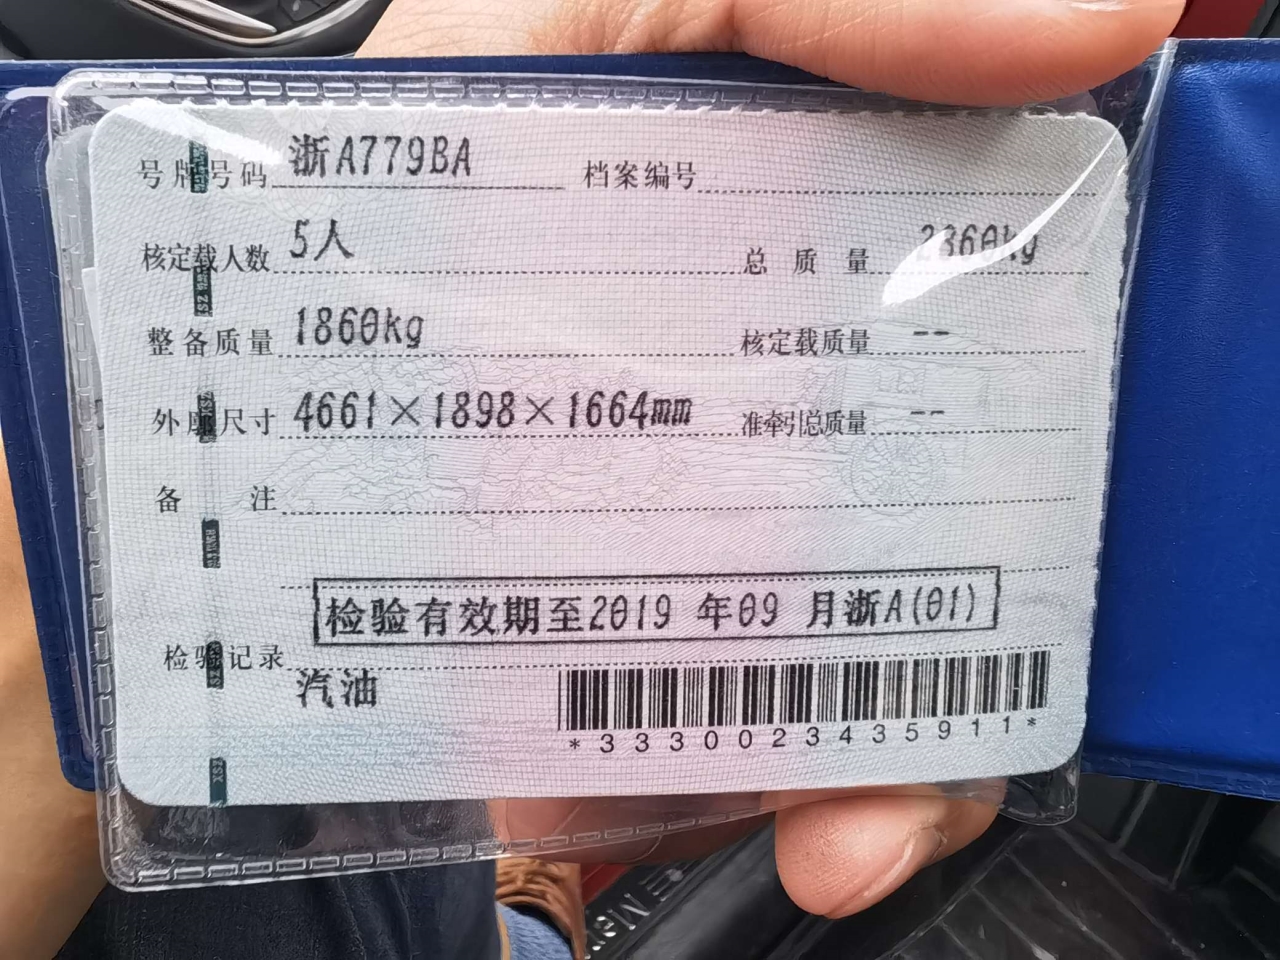 号牌号码 浙A779BA 档案编号
核定载人数 5人 总质量 2360kg
整备质量 1860kg 核定载质量 --
外廓尺寸 4661×1898×1664mm 准牵引总质量 --
备注
检验有效期至2019 年09 月浙A(01)
检验记录
汽油
*3330023435911*